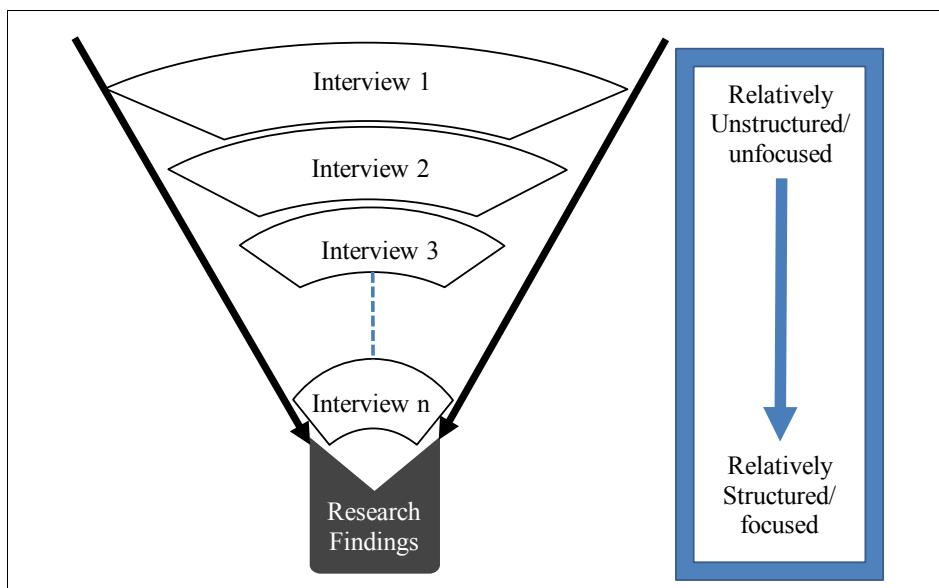 Interview 1
Interview 2
Interview 3
Interview n
Research
Findings
Relatively
Unstructured/
unfocused
Relatively
Structured/
focused